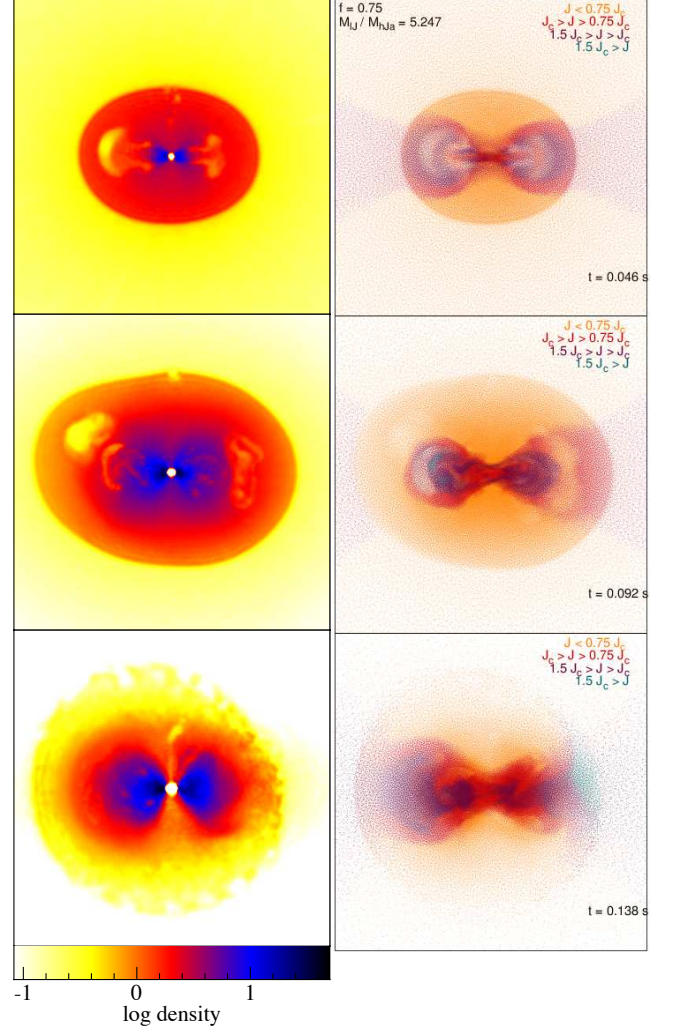 f = 0.75
M_lJ / M_hJa = 5.247
J < 0.75 J_c
J_c > J > 0.75 J_c
1.5 J_c > J > J_c
1.5 J_c > J
t = 0.046 s
J < 0.75 J_c
J_c > J > 0.75 J_c
1.5 J_c > J > J_c
1.5 J_c > J
t = 0.092 s
J < 0.75 J_c
J_c > J > 0.75 J_c
1.5 J_c > J > J_c
1.5 J_c > J
t = 0.138 s
-1 0 1
log density